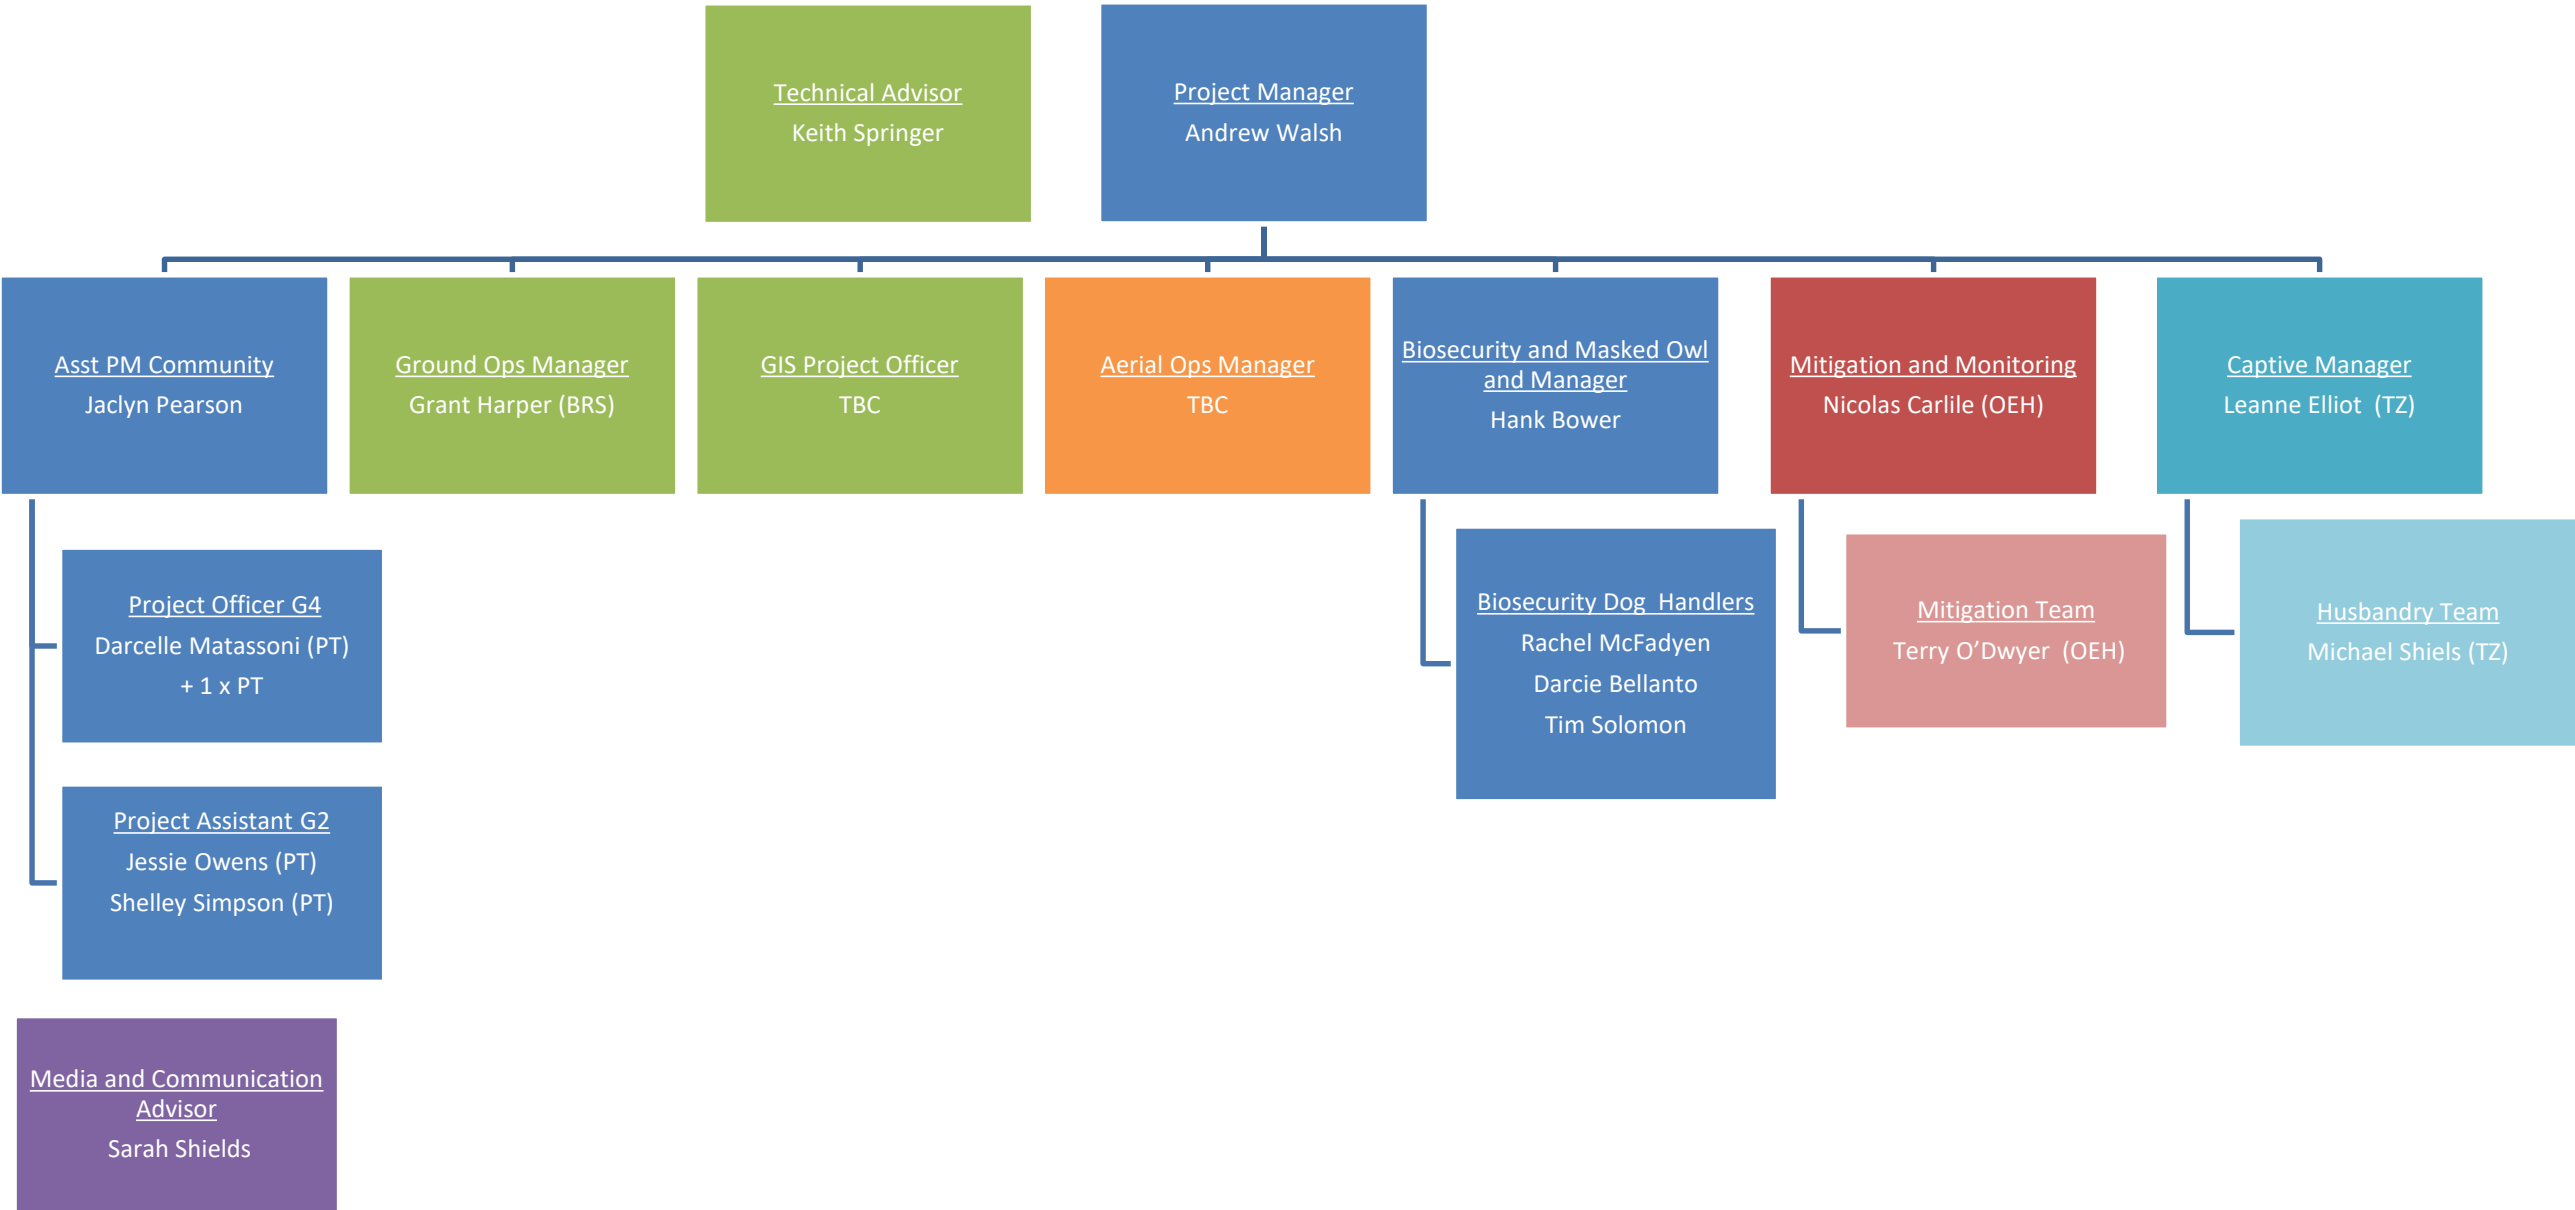 Technical Advisor
Keith Springer
Project Manager
Andrew Walsh
Asst PM Community
Jaclyn Pearson
Ground Ops Manager
Grant Harper (BRS)
GIS Project Officer
TBC
Aerial Ops Manager
TBC
Biosecurity and Masked Owl
and Manager
Hank Bower
Mitigation and Monitoring
Nicolas Carlile (OEH)
Captive Manager
Leanne Elliot (TZ)
Project Officer G4
Darcelle Matassoni (PT)
+ 1 x PT
Biosecurity Dog Handlers
Rachel McFadyen
Darcie Bellanto
Tim Solomon
Mitigation Team
Terry O’Dwyer (OEH)
Husbandry Team
Michael Shiels (TZ)
Project Assistant G2
Jessie Owens (PT)
Shelley Simpson (PT)
Media and Communication
Advisor
Sarah Shields